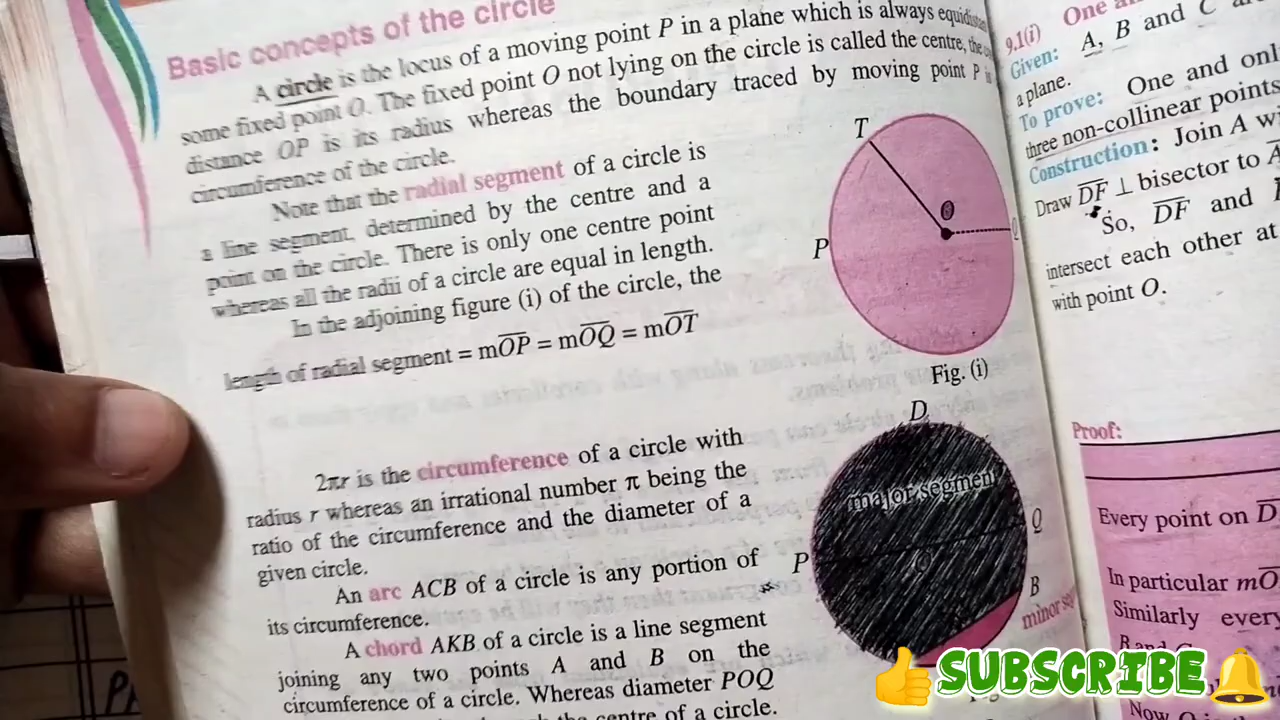 Basic concepts of the circle
A circle is the locus of a moving point P in a plane which is always
some fixed point O. The fixed point O not lying on the circle is called the centre, the
distance OP is its radius whereas the boundary traced by moving point P is
circumference of the circle.
Note that the radial segment of a circle is
a line segment, determined by the centre and a
point on the circle. There is only one centre point
whereas all the radii of a circle are equal in length.
In the adjoining figure (i) of the circle, the
length of radial segment = mO̅P̅ = mO̅Q̅ = mO̅T̅
T
O
Q
P
Fig. (i)
2πr is the circumference of a circle with
radius r whereas an irrational number π being the
ratio of the circumference and the diameter of a
given circle.
An arc ACB of a circle is any portion of
its circumference.
A chord AKB of a circle is a line segment
joining any two points A and B on the
circumference of a circle. Whereas diameter POQ
the centre of a circle.
D
major segment
Q
P
O
B
minor
9.1(i) One
Given: A, B and C
a plane.
To prove: One and
three non-collinear points
Construction: Join A
Draw D̅F̅ ⊥ bisector to
So, D̅F̅ and
intersect each other at
with point O.
Proof:
Every point on
In particular
Similarly every
B and C
Now O
SUBSCRIBE